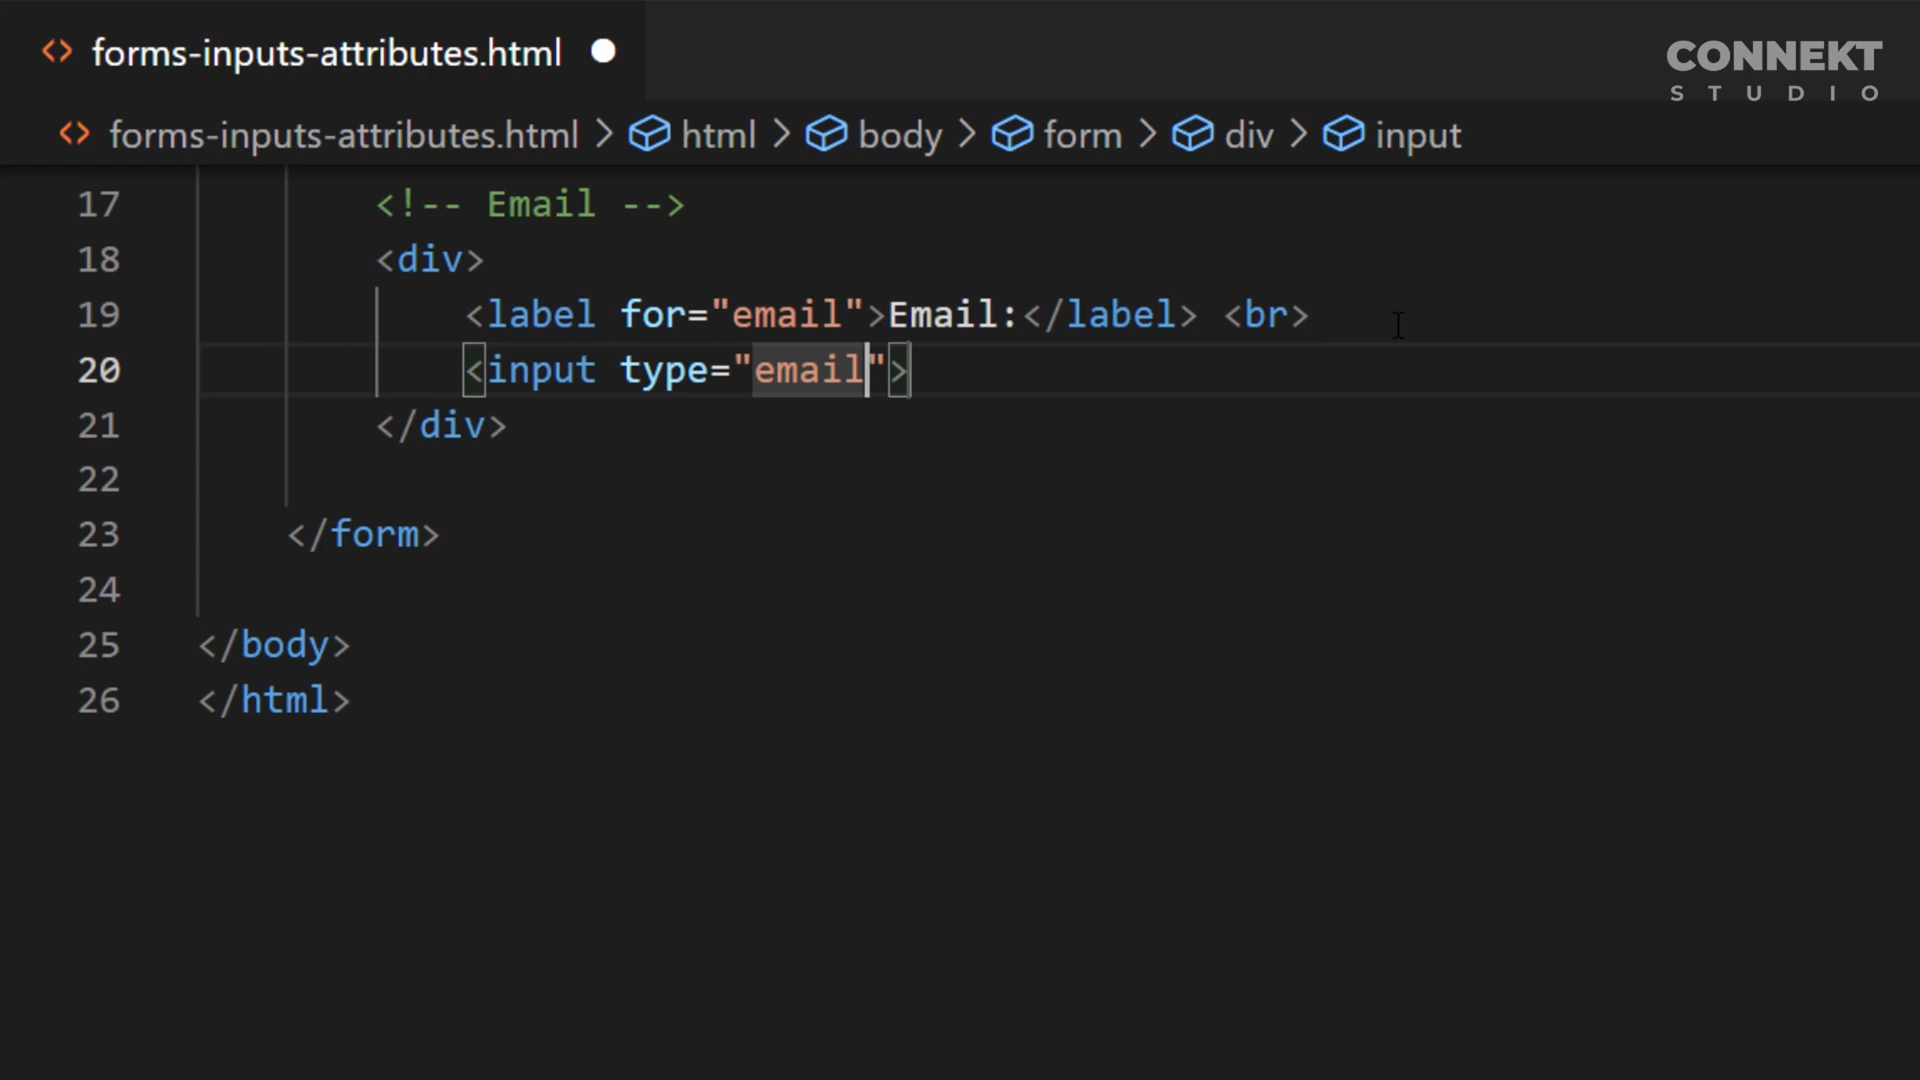 forms-inputs-attributes.html
CONNEKT
STUDIO
forms-inputs-attributes.html > html > body > form > div > input
17 <!-- Email -->
18 <div>
19 <label for="email">Email:</label> <br>
20 <input type="email">
21 </div>
22
23 </form>
24
25 </body>
26 </html>